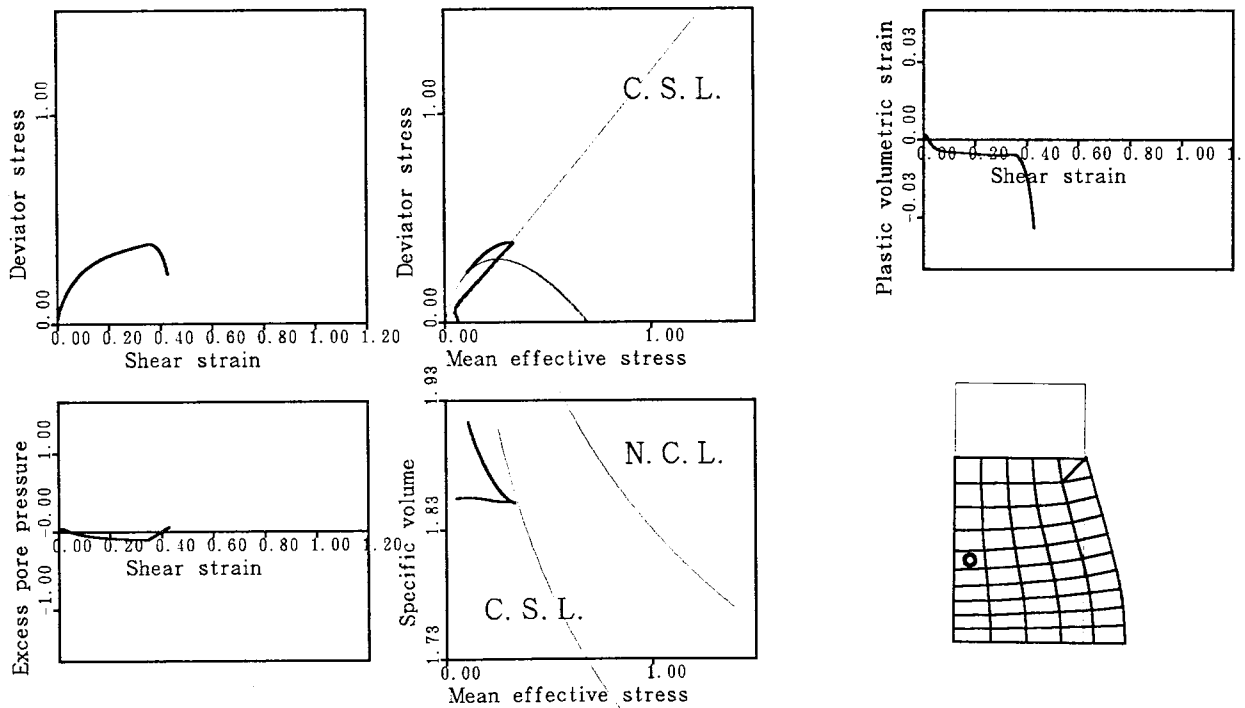 Deviator stress
0.00
1.00
0.00 0.20 0.40 0.60 0.80 1.00 1.20
Shear strain
Deviator stress
0.00
1.00
C. S. L.
0.00
1.00
Mean effective stress
Plastic volumetric strain
-0.03
0.00
0.03
0.00 0.20 0.40 0.60 0.80 1.00 1.
Shear strain
Excess pore pressure
-1.00
-0.00
1.00
0.00 0.20 0.40 0.60 0.80 1.00 1.20
Shear strain
Specific volume
1.73
1.83
1.93
N. C. L.
C. S. L.
0.00
1.00
Mean effective stress